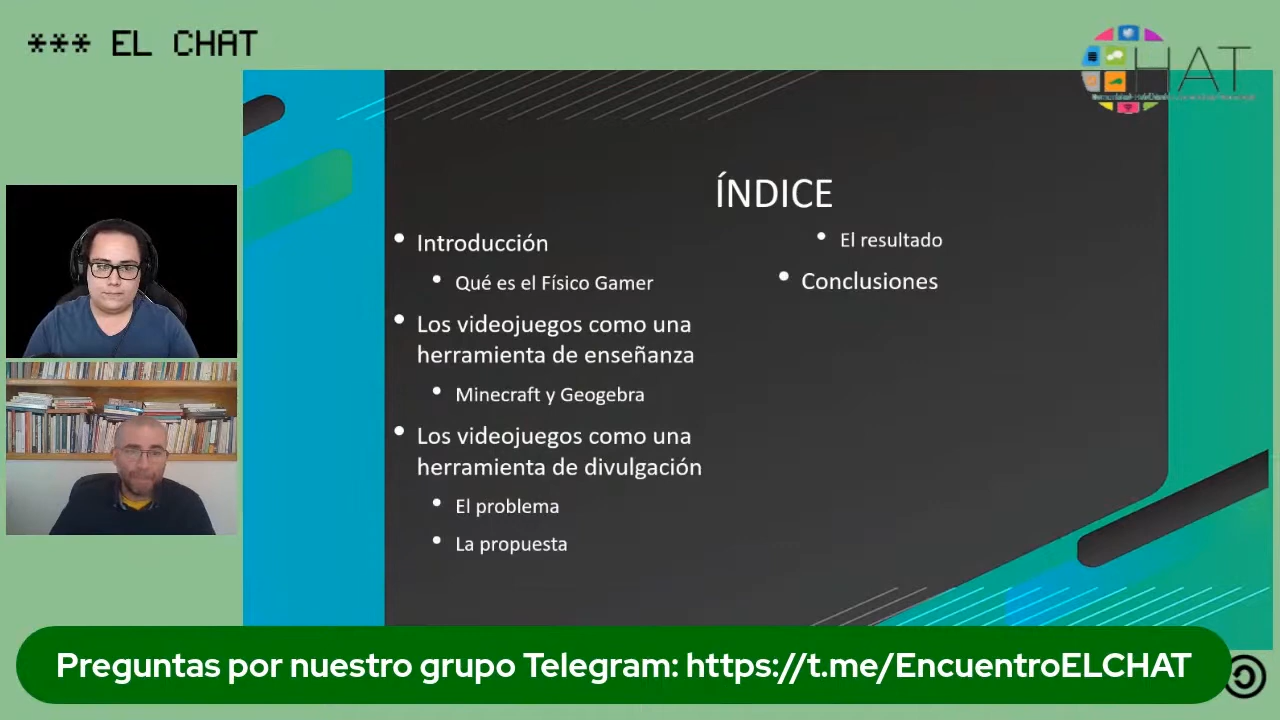 *** EL CHAT
HAT
ÍNDICE
• Introducción
• Qué es el Físico Gamer
• Los videojuegos como una
herramienta de enseñanza
• Minecraft y Geogebra
• Los videojuegos como una
herramienta de divulgación
• El problema
• La propuesta
• El resultado
• Conclusiones
Preguntas por nuestro grupo Telegram: https://t.me/EncuentroELCHAT